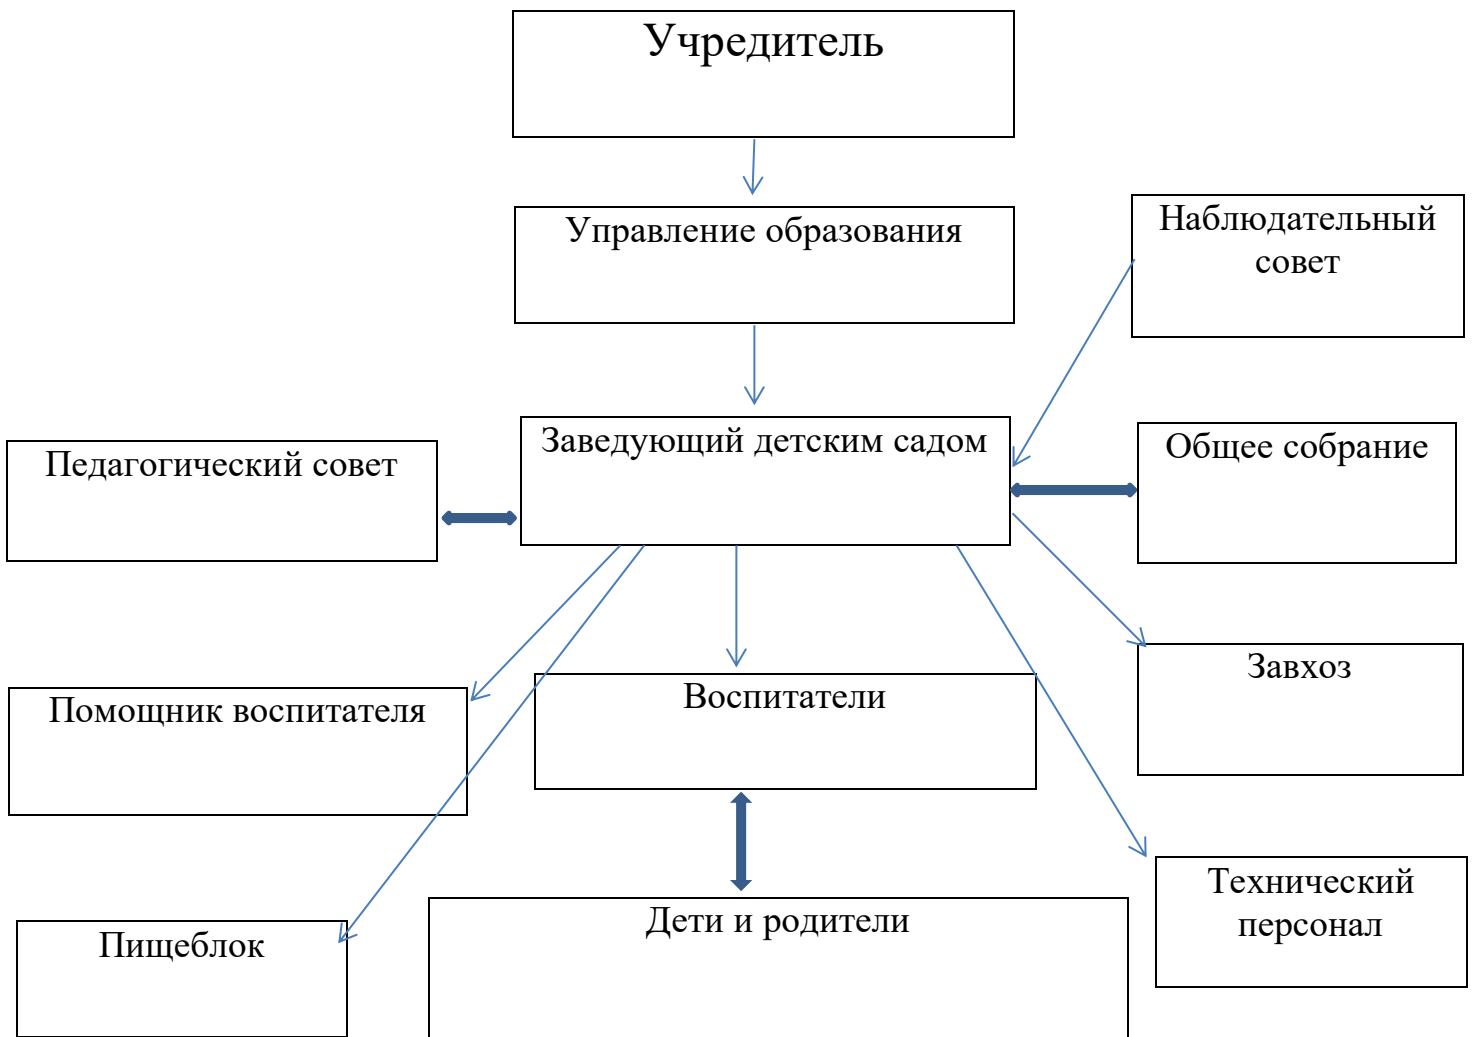 Учредитель
Управление образования
Наблюдательный
совет
Заведующий детским садом
Общее собрание
Педагогический совет
Завхоз
Воспитатели
Помощник воспитателя
Технический
персонал
Дети и родители
Пищеблок